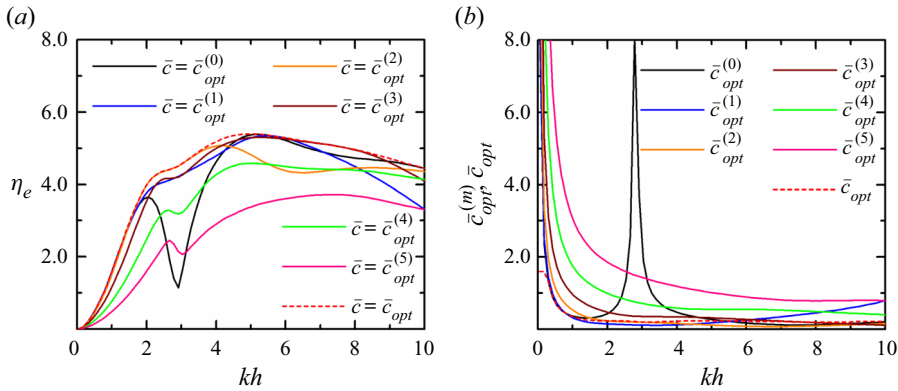 (a)
8.0
6.0
4.0
2.0
0
η_e
c̄ = c̄_opt^(0)
c̄ = c̄_opt^(1)
c̄ = c̄_opt^(2)
c̄ = c̄_opt^(3)
c̄ = c̄_opt^(4)
c̄ = c̄_opt^(5)
c̄ = c̄_opt
2 4 6 8 10
kh
(b)
8.0
6.0
4.0
2.0
c̄_opt^(m), c̄_opt
c̄_opt^(0)
c̄_opt^(1)
c̄_opt^(2)
c̄_opt^(3)
c̄_opt^(4)
c̄_opt^(5)
c̄_opt
0 2 4 6 8 10
kh